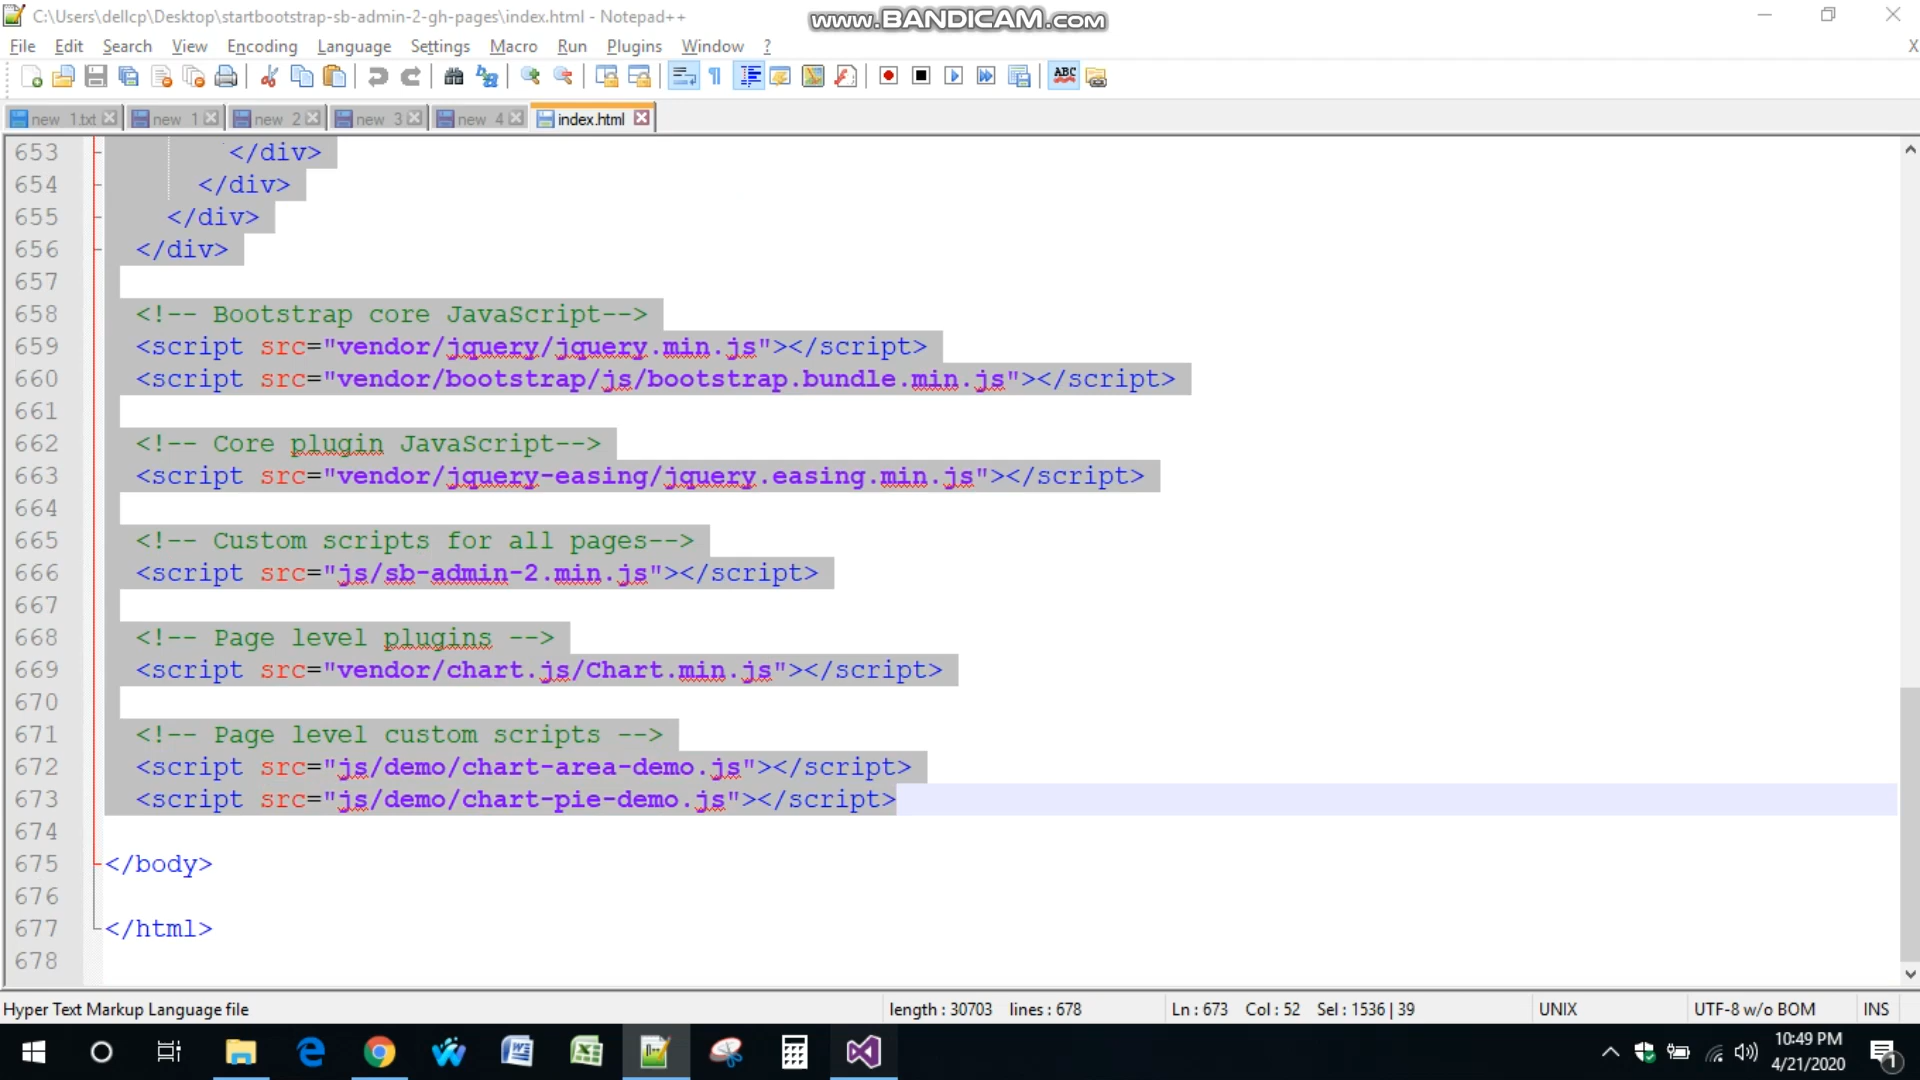 C:\Users\dellcp\Desktop\startbootstrap-sb-admin-2-gh-pages\index.html - Notepad++
www.BANDICAM.com
File Edit Search View Encoding Language Settings Macro Run Plugins Window ? X
new 1.txt new 1 new 2 new 3 new 4 index.html
653 </div>
654 </div>
655 </div>
656 </div>
657
658 <!-- Bootstrap core JavaScript-->
659 <script src="vendor/jquery/jquery.min.js"></script>
660 <script src="vendor/bootstrap/js/bootstrap.bundle.min.js"></script>
661
662 <!-- Core plugin JavaScript-->
663 <script src="vendor/jquery-easing/jquery.easing.min.js"></script>
664
665 <!-- Custom scripts for all pages-->
666 <script src="js/sb-admin-2.min.js"></script>
667
668 <!-- Page level plugins -->
669 <script src="vendor/chart.js/Chart.min.js"></script>
670
671 <!-- Page level custom scripts -->
672 <script src="js/demo/chart-area-demo.js"></script>
673 <script src="js/demo/chart-pie-demo.js"></script>
674
675 </body>
676
677 </html>
678
Hyper Text Markup Language file length : 30703 lines : 678 Ln : 673 Col : 52 Sel : 1536 | 39 UNIX UTF-8 w/o BOM INS
10:49 PM
4/21/2020
1